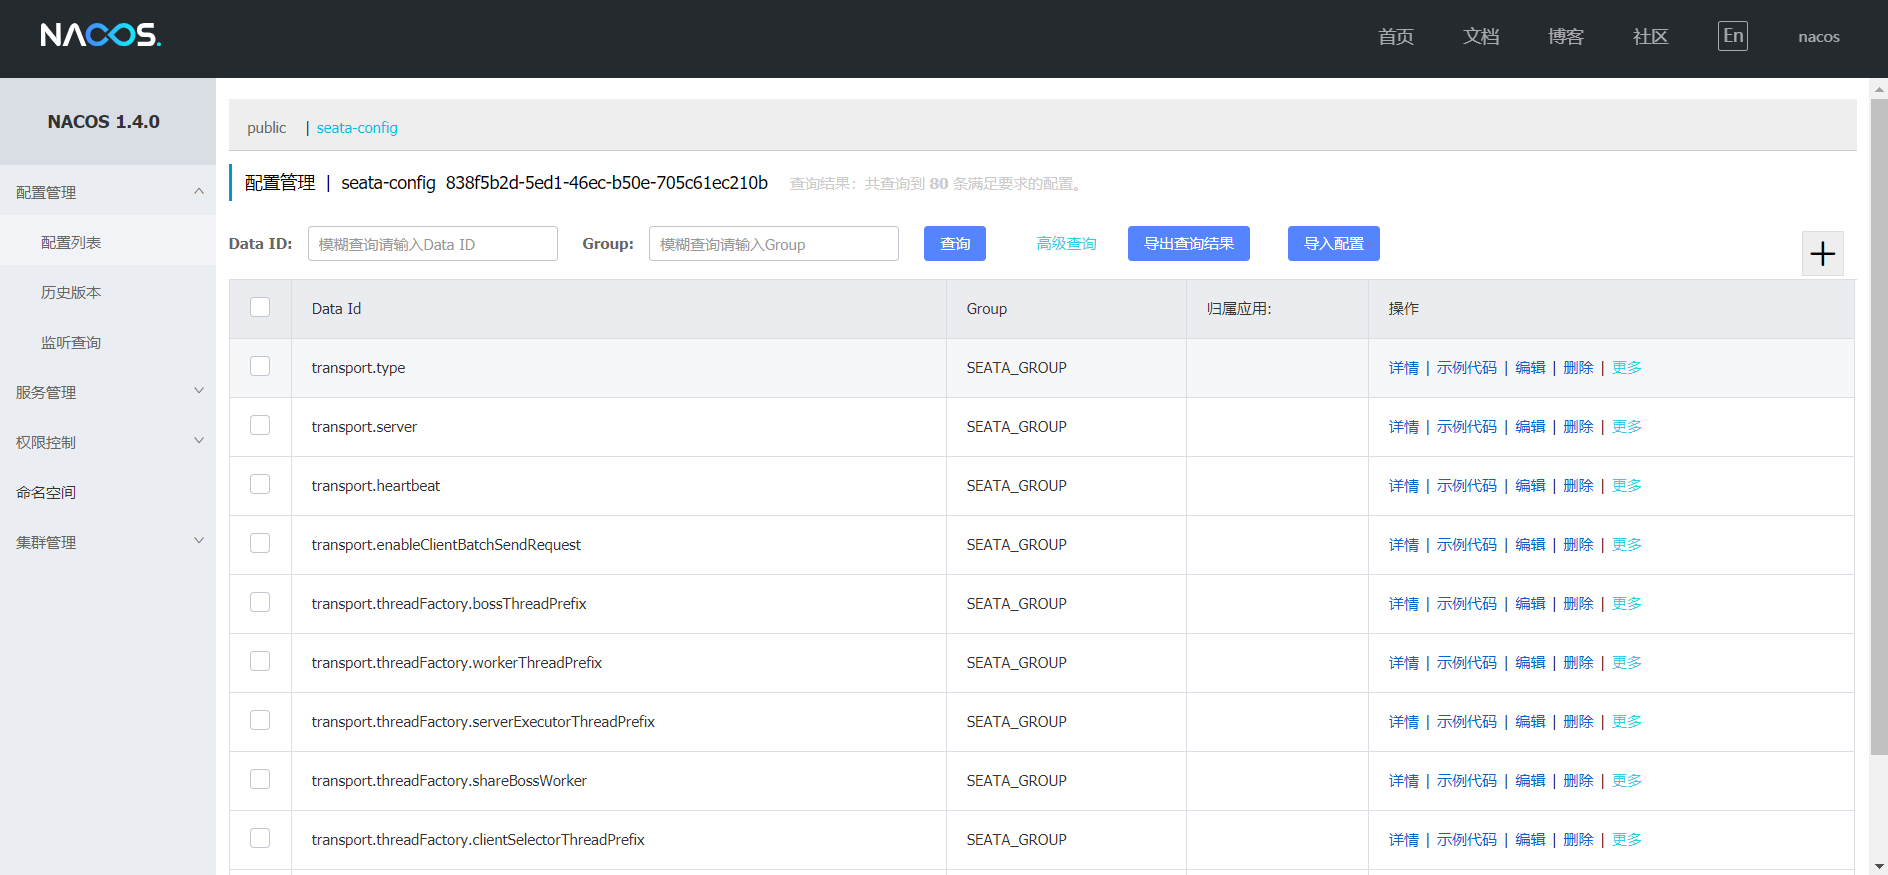 NACOS. 首页 文档 博客 社区 En nacos
NACOS 1.4.0
配置管理
配置列表
历史版本
监听查询
服务管理
权限控制
命名空间
集群管理
public | seata-config
配置管理 | seata-config 838f5b2d-5ed1-46ec-b50e-705c61ec210b 查询结果：共查询到 80 条满足要求的配置。
Data ID: 模糊查询请输入Data ID Group: 模糊查询请输入Group 查询 高级查询 导出查询结果 导入配置
Data Id Group 归属应用: 操作
transport.type SEATA_GROUP 详情 | 示例代码 | 编辑 | 删除 | 更多
transport.server SEATA_GROUP 详情 | 示例代码 | 编辑 | 删除 | 更多
transport.heartbeat SEATA_GROUP 详情 | 示例代码 | 编辑 | 删除 | 更多
transport.enableClientBatchSendRequest SEATA_GROUP 详情 | 示例代码 | 编辑 | 删除 | 更多
transport.threadFactory.bossThreadPrefix SEATA_GROUP 详情 | 示例代码 | 编辑 | 删除 | 更多
transport.threadFactory.workerThreadPrefix SEATA_GROUP 详情 | 示例代码 | 编辑 | 删除 | 更多
transport.threadFactory.serverExecutorThreadPrefix SEATA_GROUP 详情 | 示例代码 | 编辑 | 删除 | 更多
transport.threadFactory.shareBossWorker SEATA_GROUP 详情 | 示例代码 | 编辑 | 删除 | 更多
transport.threadFactory.clientSelectorThreadPrefix SEATA_GROUP 详情 | 示例代码 | 编辑 | 删除 | 更多